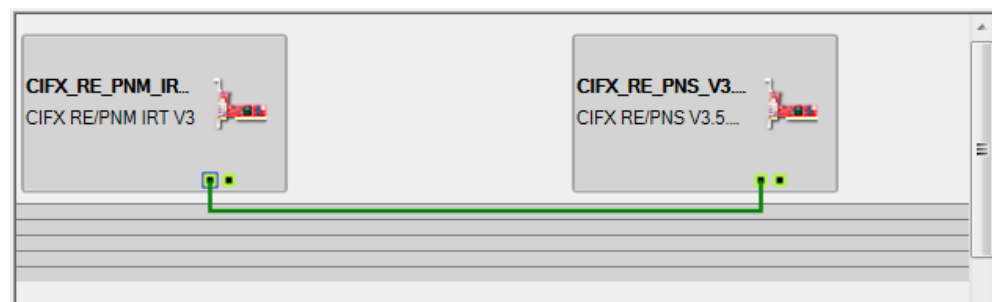 CIFX_RE_PNM_IR...
CIFX RE/PNM IRT V3
CIFX_RE_PNS_V3....
CIFX RE/PNS V3.5....